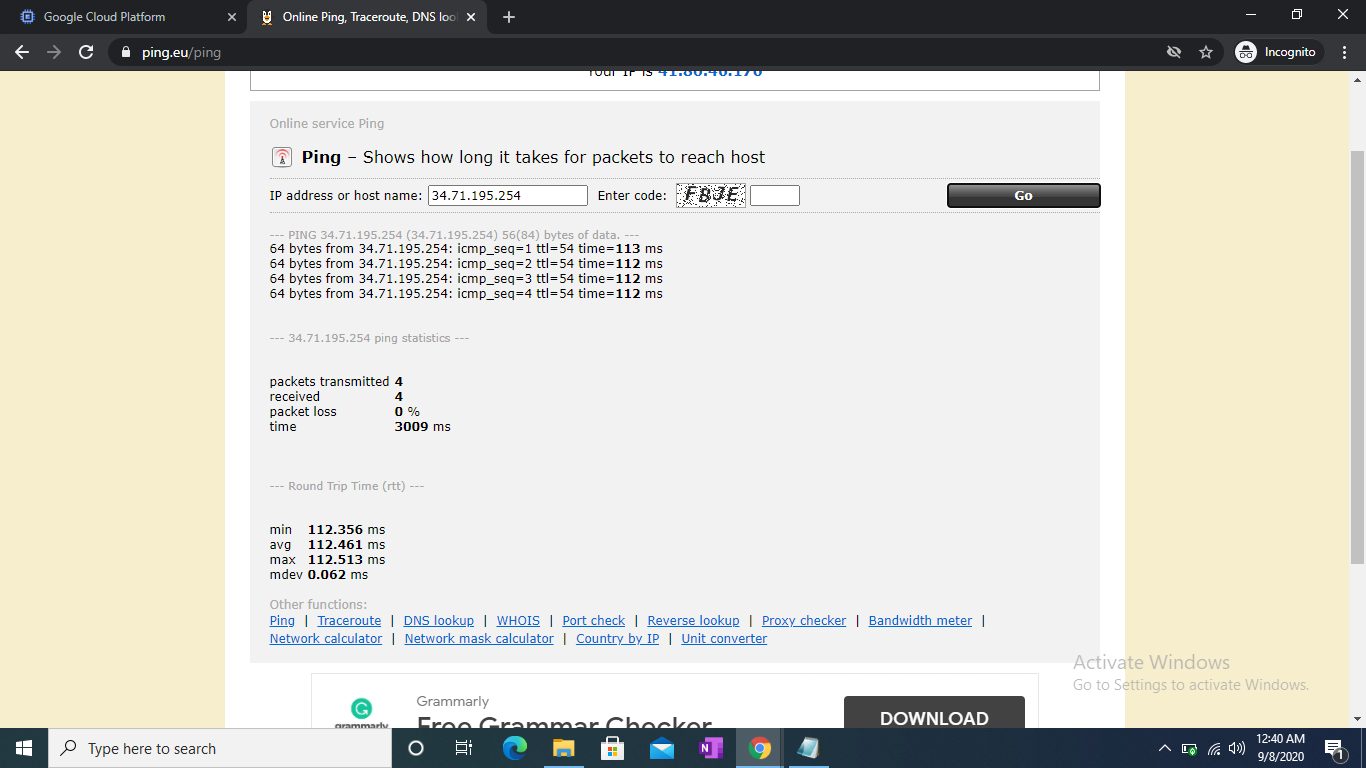 Google Cloud Platform
Online Ping, Traceroute, DNS loo
ping.eu/ping
Incognito
Your IP is 41.86.46.176
Online service Ping
Ping – Shows how long it takes for packets to reach host
IP address or host name: 34.71.195.254 Enter code: Go
--- PING 34.71.195.254 (34.71.195.254) 56(84) bytes of data. ---
64 bytes from 34.71.195.254: icmp_seq=1 ttl=54 time=113 ms
64 bytes from 34.71.195.254: icmp_seq=2 ttl=54 time=112 ms
64 bytes from 34.71.195.254: icmp_seq=3 ttl=54 time=112 ms
64 bytes from 34.71.195.254: icmp_seq=4 ttl=54 time=112 ms
--- 34.71.195.254 ping statistics ---
packets transmitted 4
received 4
packet loss 0 %
time 3009 ms
--- Round Trip Time (rtt) ---
min 112.356 ms
avg 112.461 ms
max 112.513 ms
mdev 0.062 ms
Other functions:
Ping | Traceroute | DNS lookup | WHOIS | Port check | Reverse lookup | Proxy checker | Bandwidth meter |
Network calculator | Network mask calculator | Country by IP | Unit converter
Activate Windows
Go to Settings to activate Windows.
Grammarly
grammarly
Free Grammar Checker
DOWNLOAD
Type here to search
N
12:40 AM
9/8/2020
1